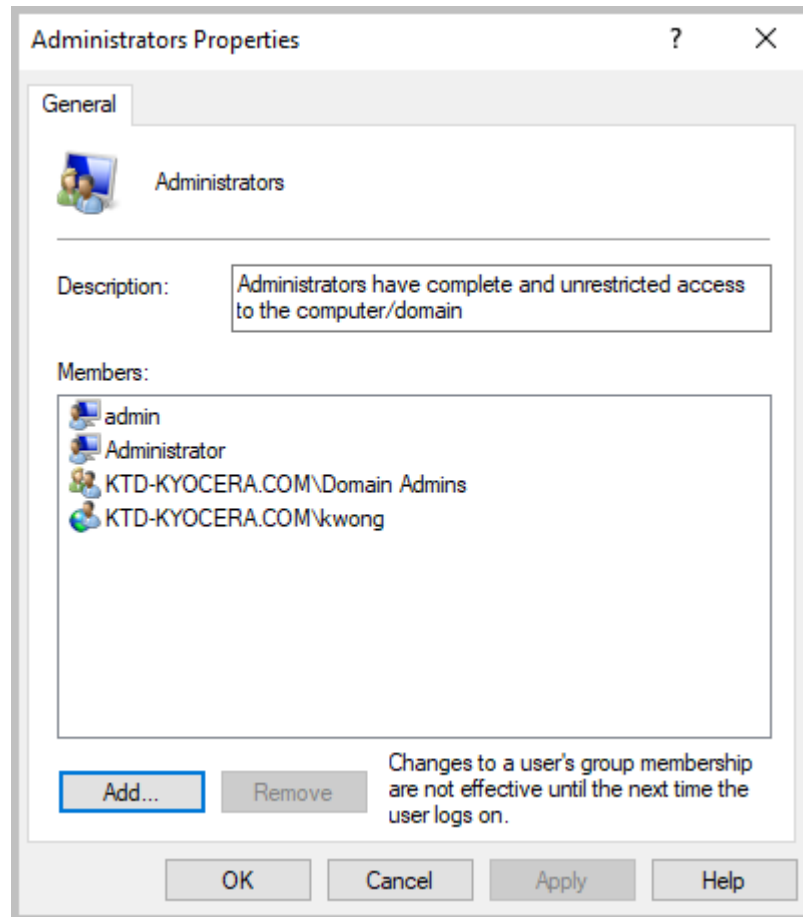 Administrators Properties
?
General
Administrators
Description:
Administrators have complete and unrestricted access
to the computer/domain
Members:
admin
Administrator
KTD-KYOCERA.COM\Domain Admins
KTD-KYOCERA.COM\kwong
Add...
Remove
Changes to a user's group membership
are not effective until the next time the
user logs on.
OK
Cancel
Apply
Help